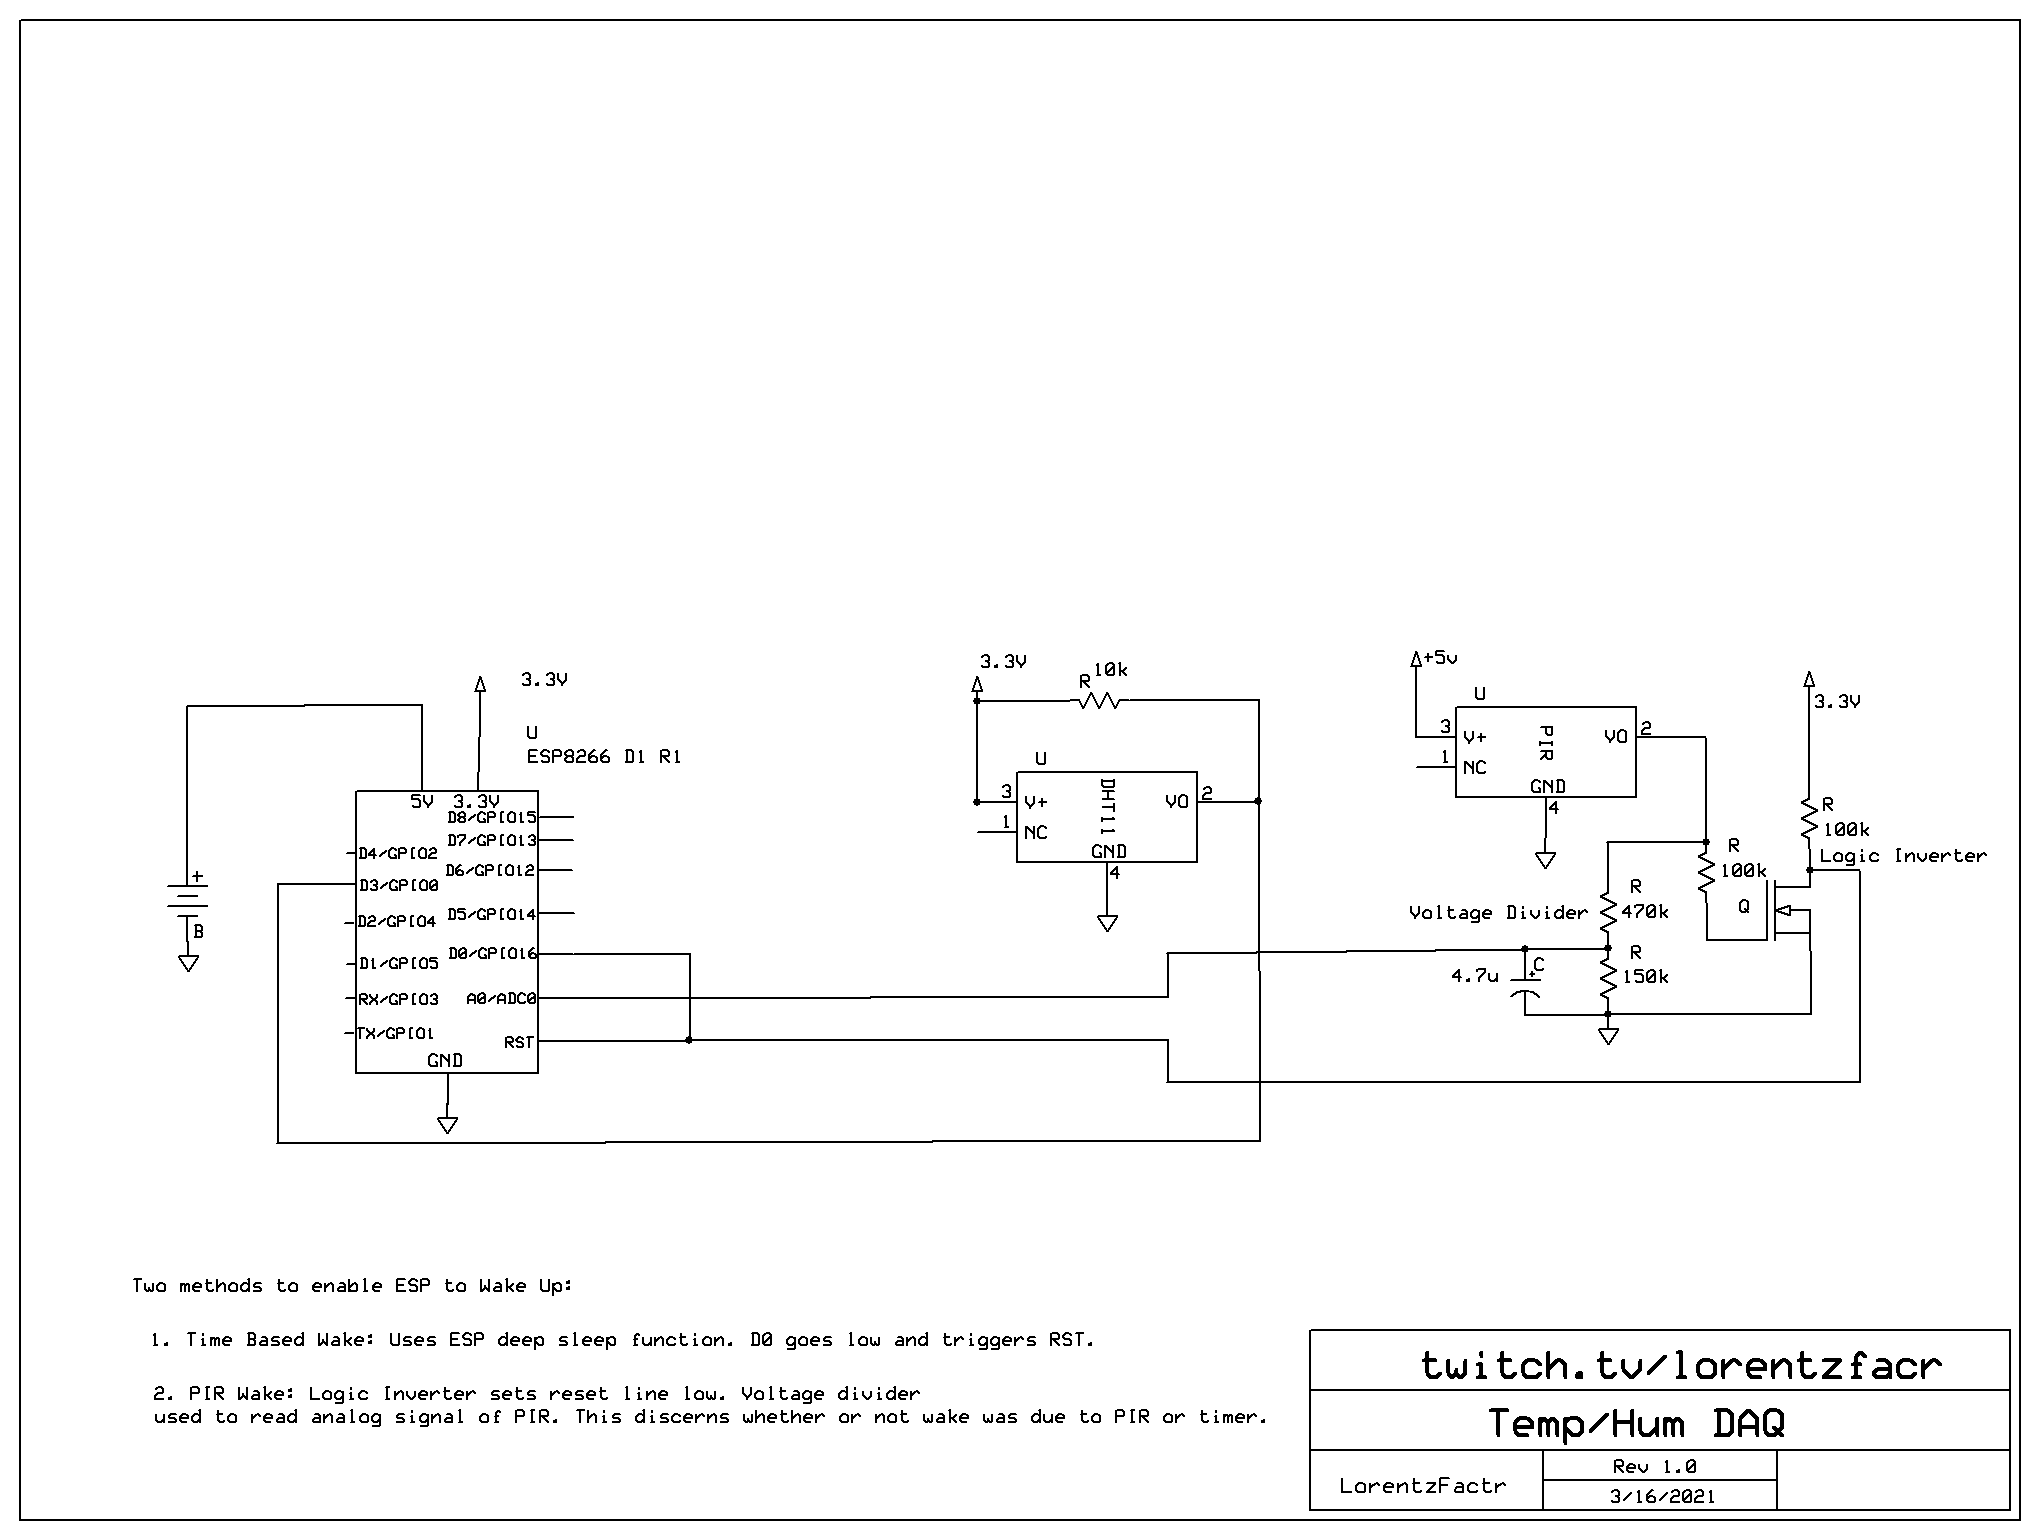 3.3V
U
ESP8266 D1 R1
5V 3.3V
D8/GPIO15
D7/GPIO13
D4/GPIO2
D6/GPIO12
D3/GPIO0
D5/GPIO14
D2/GPIO4
D0/GPIO16
D1/GPIO5
RX/GPIO3
A0/ADC0
TX/GPIO1
RST
GND
+
B
3.3V
R
10k
U
3
V+
DHT11
VO
2
1
NC
GND
4
+5v
U
3
V+
PIR
VO
2
1
NC
GND
4
3.3V
R
100k
Logic Inverter
R
100k
Q
R
Voltage Divider
470k
R
150k
C
+
4.7u
Two methods to enable ESP to Wake Up:
1. Time Based Wake: Uses ESP deep sleep function. D0 goes low and triggers RST.
2. PIR Wake: Logic Inverter sets reset line low. Voltage divider
used to read analog signal of PIR. This discerns whether or not wake was due to PIR or timer.
twitch.tv/lorentzfacr
Temp/Hum DAQ
LorentzFactr
Rev 1.0
3/16/2021